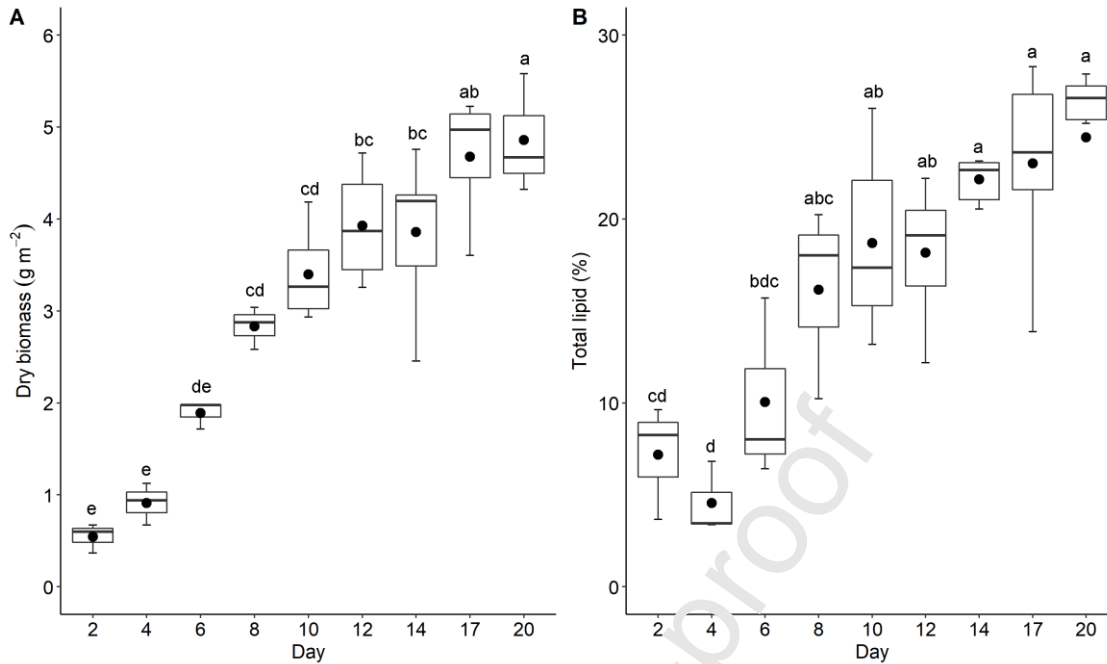 A
Dry biomass (g m⁻²)
6
5
4
3
2
1
0
e
e
de
cd
cd
bc
bc
ab
a
2 4 6 8 10 12 14 17 20
Day
B
Total lipid (%)
30
20
10
0
cd
d
bdc
abc
ab
ab
a
a
a
2 4 6 8 10 12 14 17 20
Day
proof